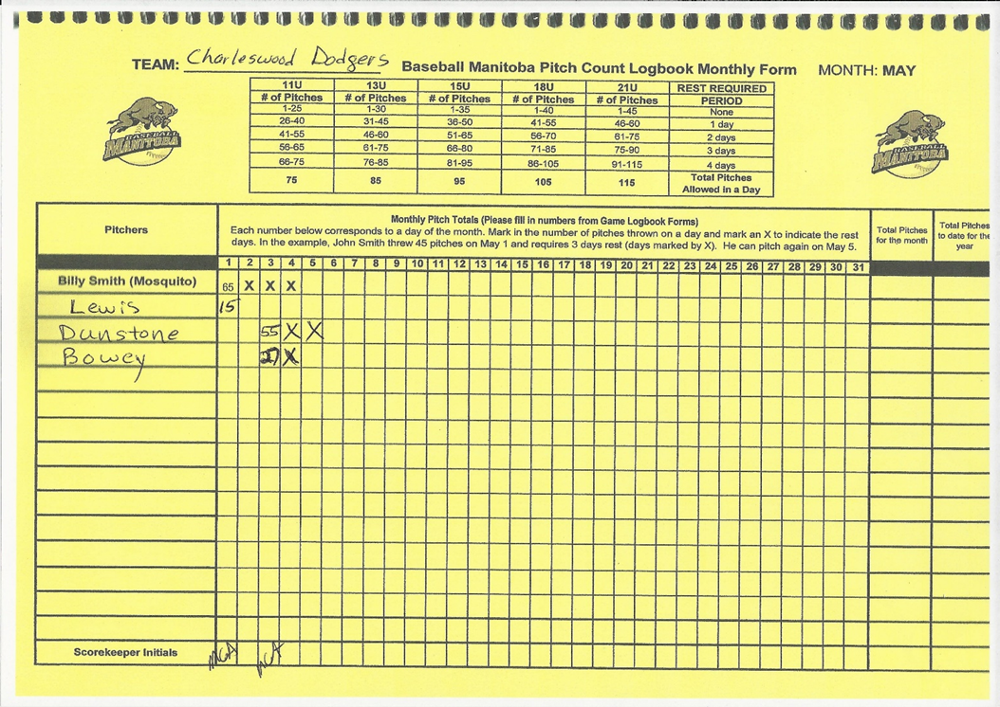 TEAM: Charleswood Dodgers Baseball Manitoba Pitch Count Logbook Monthly Form MONTH: MAY
11U 13U 15U 18U 21U REST REQUIRED
# of Pitches # of Pitches # of Pitches # of Pitches # of Pitches PERIOD
1-25 1-30 1-35 1-40 1-45 None
26-40 31-45 36-50 41-55 46-60 1 day
41-55 46-60 51-65 56-70 61-75 2 days
56-65 61-75 66-80 71-85 75-90 3 days
66-75 76-85 81-95 86-105 91-115 4 days
75 85 95 105 115 Total Pitches
Allowed in a Day
BASEBALL
MANITOBA
BASEBALL
MANITOBA
Pitchers
Monthly Pitch Totals (Please fill in numbers from Game Logbook Forms)
Each number below corresponds to a day of the month. Mark in the number of pitches thrown on a day and mark an X to indicate the rest
days. In the example, John Smith threw 45 pitches on May 1 and requires 3 days rest (days marked by X). He can pitch again on May 5.
Total Pitches
for the month
Total Pitches
to date for the
year
1 2 3 4 5 6 7 8 9 10 11 12 13 14 15 16 17 18 19 20 21 22 23 24 25 26 27 28 29 30 31
Billy Smith (Mosquito) 65 X X X
Lewis 15
Dunstone 55 X X
Bowey 27 X
Scorekeeper Initials MGA